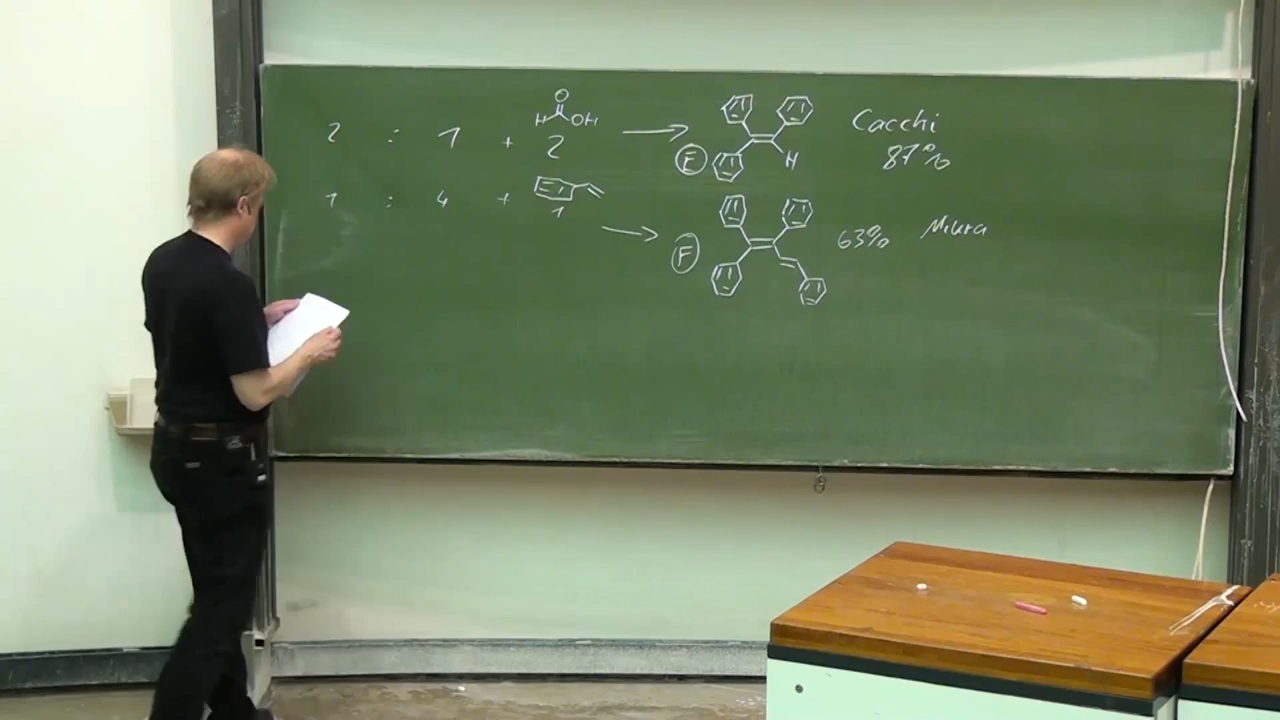 2 : 1 + H O OH 2 → F H Cacchi 87%
1 : 4 + 1 → F 63% Miura